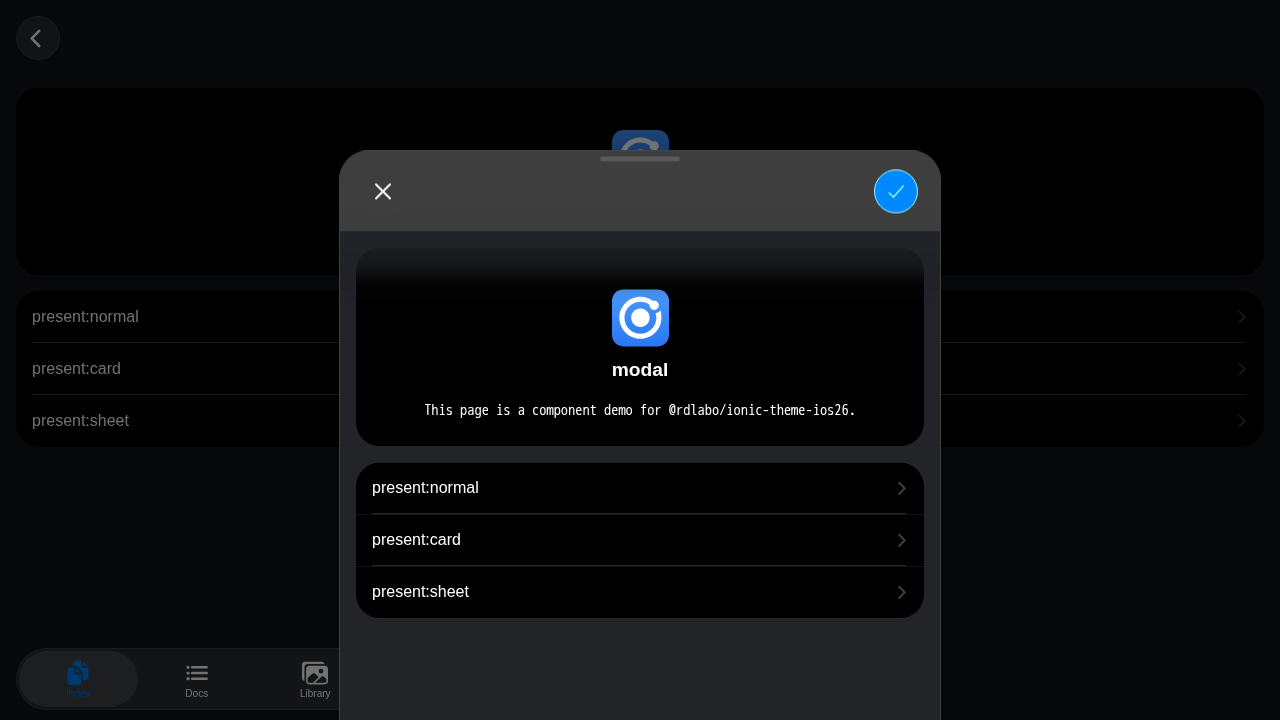 present:normal
present:card
present:sheet
modal
This page is a component demo for @rdlabo/ionic-theme-ios26.
present:normal
present:card
present:sheet
Index
Docs
Library